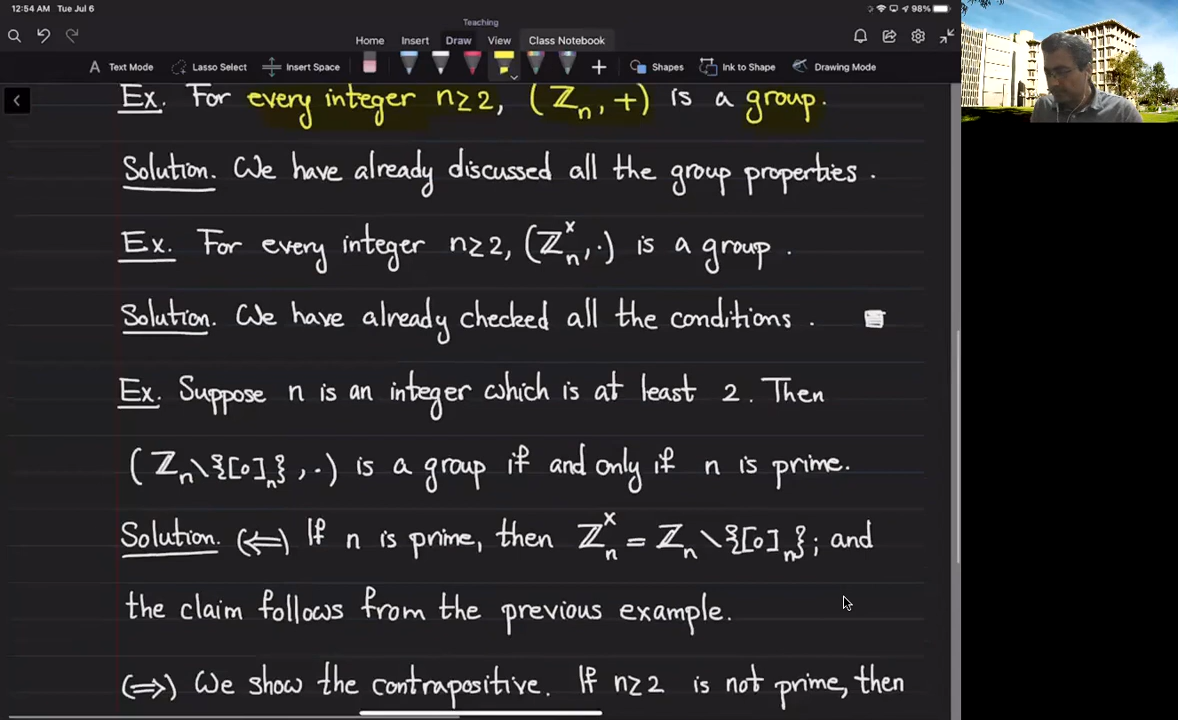 12:54 AM Tue Jul 6
98%
Teaching
Home Insert Draw View Class Notebook
Text Mode Lasso Select Insert Space Shapes Ink to Shape Drawing Mode
Ex. For every integer n≥2, (ℤₙ, +) is a group.
Solution. We have already discussed all the group properties.
Ex. For every integer n≥2, (ℤₙˣ, ·) is a group.
Solution. We have already checked all the conditions.
Ex. Suppose n is an integer which is at least 2. Then
(ℤₙ\{[0]ₙ}, ·) is a group if and only if n is prime.
Solution. (⇐) If n is prime, then ℤₙˣ = ℤₙ\{[0]ₙ}; and
the claim follows from the previous example.
(⇒) We show the contrapositive. If n≥2 is not prime, then